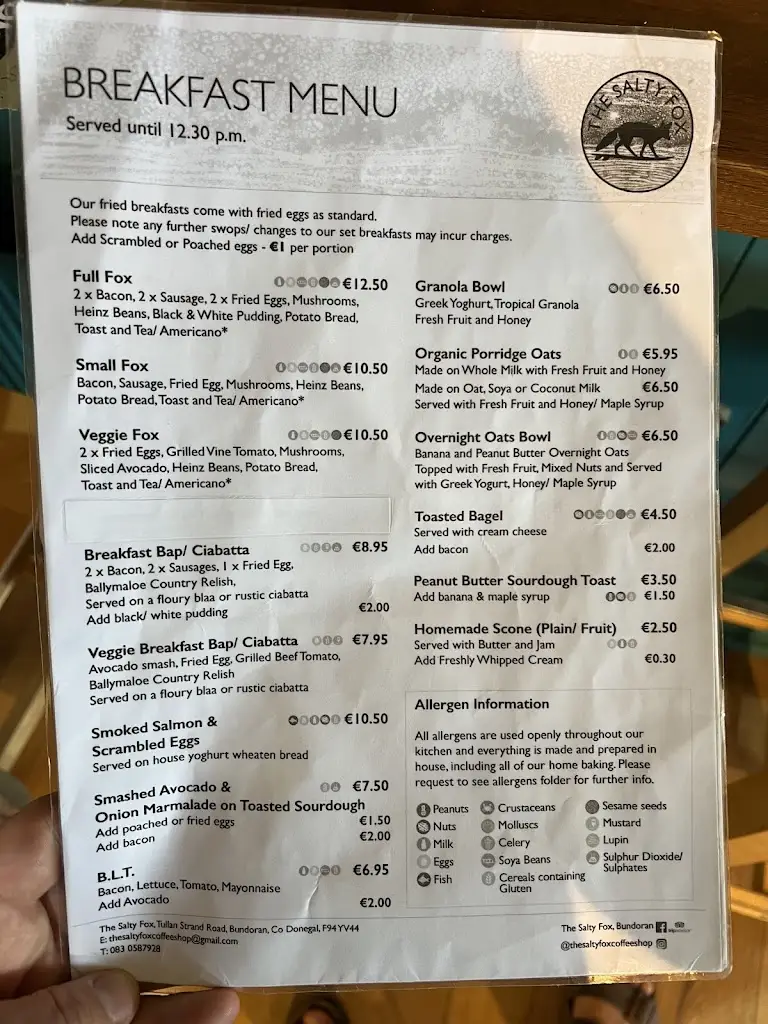 BREAKFAST MENU
Served until 12.30 p.m.
THE SALTY FOX
Our fried breakfasts come with fried eggs as standard.
Please note any further swops/ changes to our set breakfasts may incur charges.
Add Scrambled or Poached eggs - €1 per portion
Full Fox €12.50
2 x Bacon, 2 x Sausage, 2 x Fried Eggs, Mushrooms,
Heinz Beans, Black & White Pudding, Potato Bread,
Toast and Tea/ Americano*
Small Fox €10.50
Bacon, Sausage, Fried Egg, Mushrooms, Heinz Beans,
Potato Bread, Toast and Tea/ Americano*
Veggie Fox €10.50
2 x Fried Eggs, Grilled Vine Tomato, Mushrooms,
Sliced Avocado, Heinz Beans, Potato Bread,
Toast and Tea/ Americano*
Breakfast Bap/ Ciabatta €8.95
2 x Bacon, 2 x Sausages, 1 x Fried Egg,
Ballymaloe Country Relish,
Served on a floury blaa or rustic ciabatta
Add black/ white pudding €2.00
Veggie Breakfast Bap/ Ciabatta €7.95
Avocado smash, Fried Egg, Grilled Beef Tomato,
Ballymaloe Country Relish
Served on a floury blaa or rustic ciabatta
Smoked Salmon & €10.50
Scrambled Eggs
Served on house yoghurt wheaten bread
Smashed Avocado & €7.50
Onion Marmalade on Toasted Sourdough
Add poached or fried eggs €1.50
Add bacon €2.00
B.L.T. €6.95
Bacon, Lettuce, Tomato, Mayonnaise
Add Avocado €2.00
Granola Bowl €6.50
Greek Yoghurt, Tropical Granola
Fresh Fruit and Honey
Organic Porridge Oats €5.95
Made on Whole Milk with Fresh Fruit and Honey
Made on Oat, Soya or Coconut Milk €6.50
Served with Fresh Fruit and Honey/ Maple Syrup
Overnight Oats Bowl €6.50
Banana and Peanut Butter Overnight Oats
Topped with Fresh Fruit, Mixed Nuts and Served
with Greek Yogurt, Honey/ Maple Syrup
Toasted Bagel €4.50
Served with cream cheese
Add bacon €2.00
Peanut Butter Sourdough Toast €3.50
Add banana & maple syrup €1.50
Homemade Scone (Plain/ Fruit) €2.50
Served with Butter and Jam
Add Freshly Whipped Cream €0.30
Allergen Information
All allergens are used openly throughout our
kitchen and everything is made and prepared in
house, including all of our home baking. Please
request to see allergens folder for further info.
Peanuts
Nuts
Milk
Eggs
Fish
Crustaceans
Molluscs
Celery
Soya Beans
Cereals containing
Gluten
Sesame seeds
Mustard
Lupin
Sulphur Dioxide/
Sulphates
The Salty Fox, Tullan Strand Road, Bundoran, Co Donegal, F94 YV44
E: thesaltyfoxcoffeeshop@gmail.com
T: 083 0587928
The Salty Fox, Bundoran
@thesaltyfoxcoffeeshop